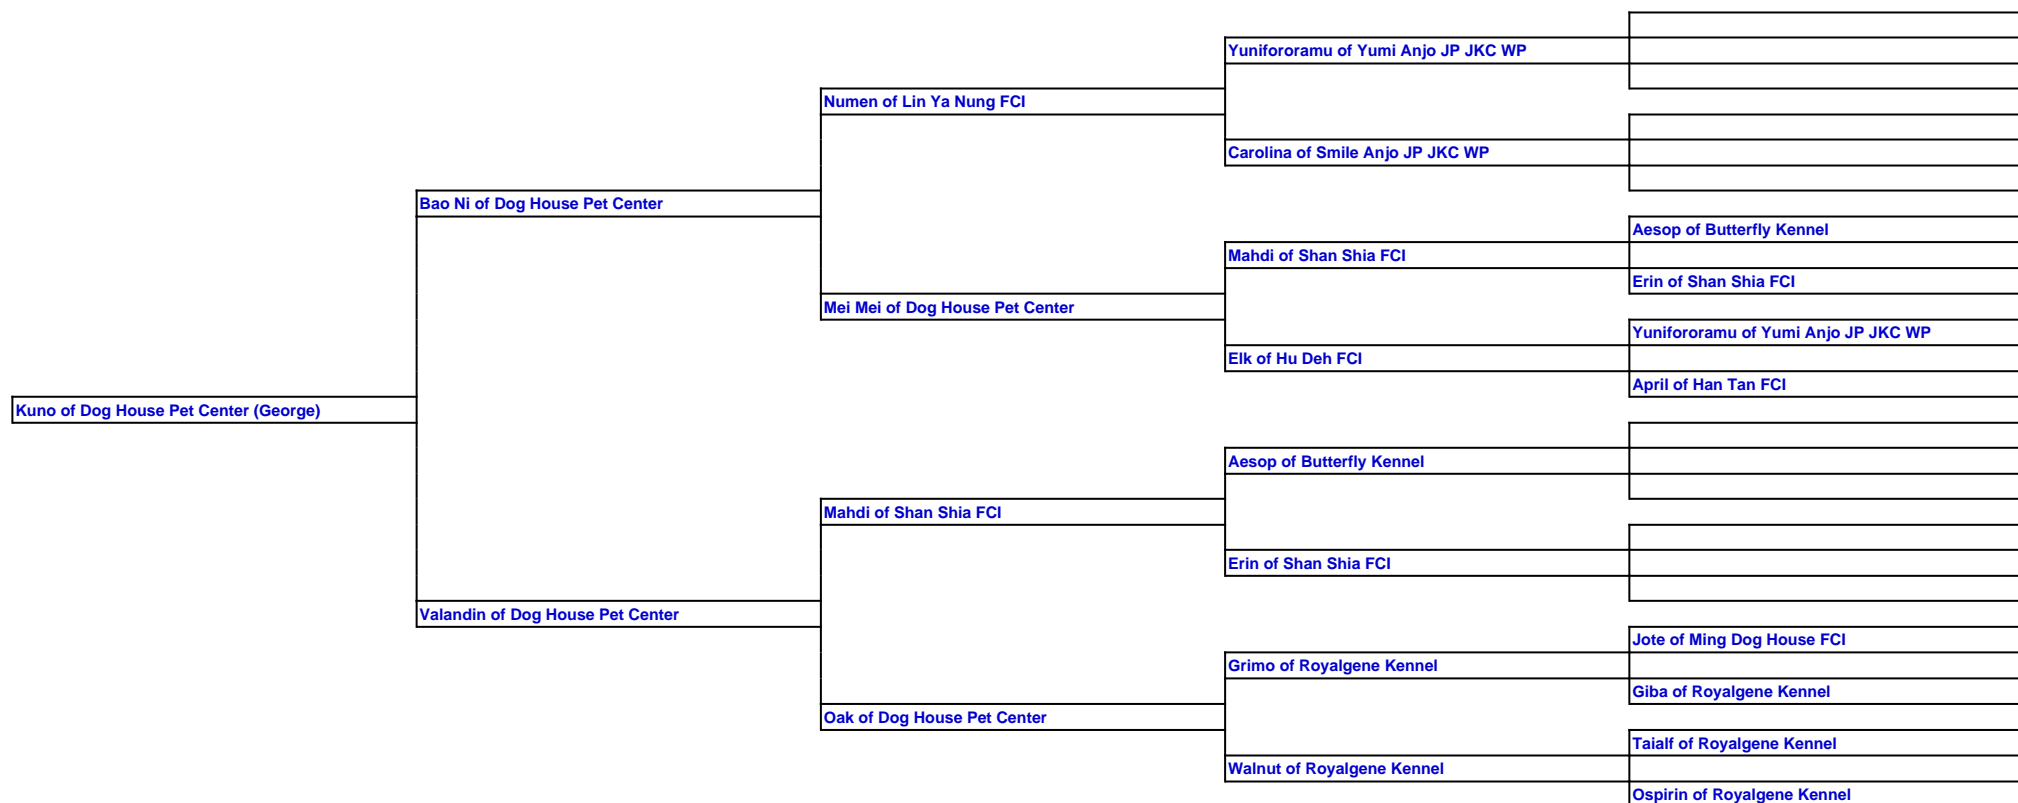 Yunifororamu of Yumi Anjo JP JKC WP
Numen of Lin Ya Nung FCI
Carolina of Smile Anjo JP JKC WP
Bao Ni of Dog House Pet Center
Aesop of Butterfly Kennel
Mahdi of Shan Shia FCI
Erin of Shan Shia FCI
Mei Mei of Dog House Pet Center
Yunifororamu of Yumi Anjo JP JKC WP
Elk of Hu Deh FCI
April of Han Tan FCI
Kuno of Dog House Pet Center (George)
Aesop of Butterfly Kennel
Mahdi of Shan Shia FCI
Erin of Shan Shia FCI
Valandin of Dog House Pet Center
Jote of Ming Dog House FCI
Grimo of Royalgene Kennel
Giba of Royalgene Kennel
Oak of Dog House Pet Center
Taialf of Royalgene Kennel
Walnut of Royalgene Kennel
Ospirin of Royalgene Kennel